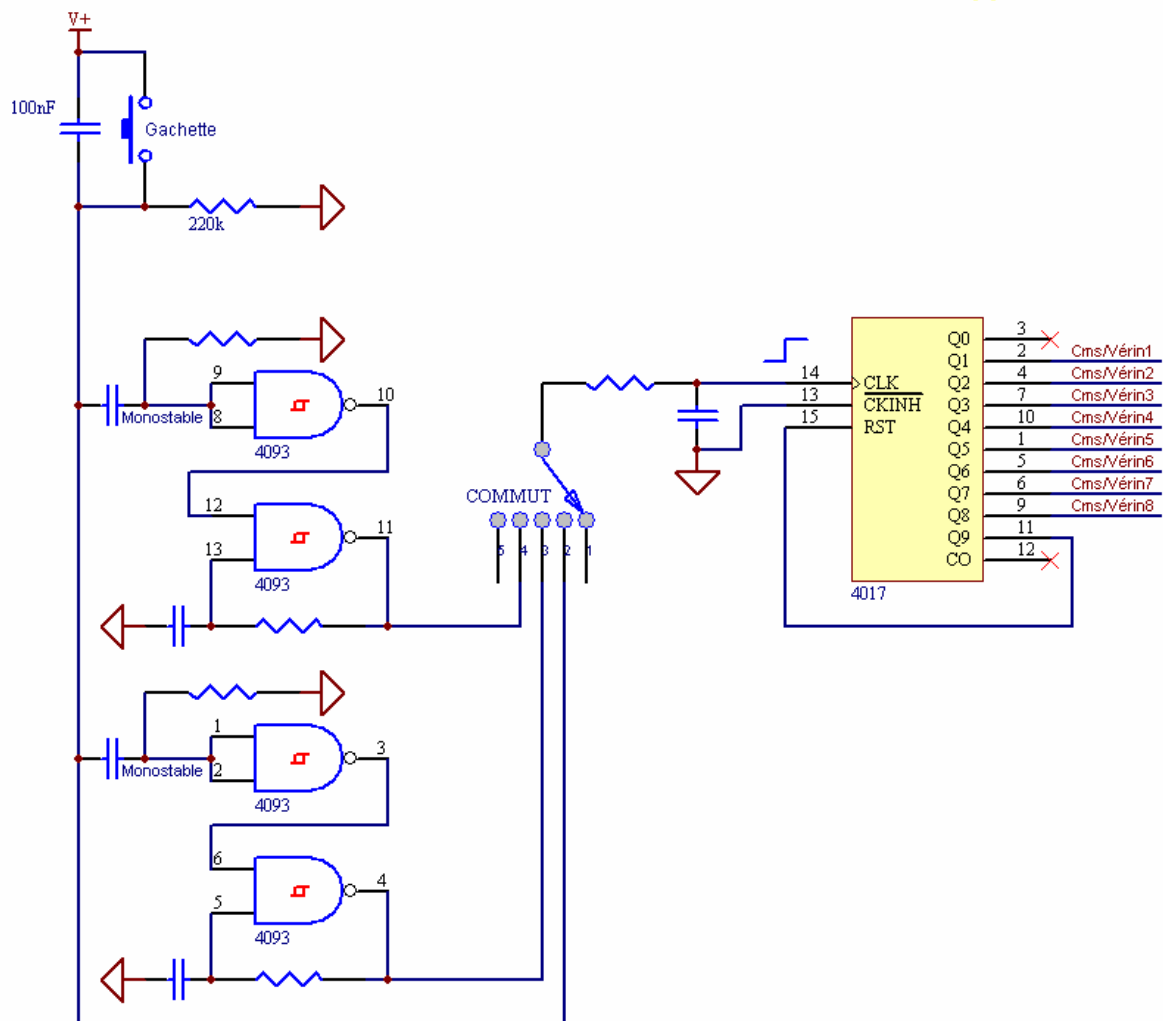 V+
100nF
Gachette
220k
9
10
Monostable
8
4093
12
11
13
4093
1
3
Monostable
2
4093
6
4
5
4093
COMMUT
5
4
3
2
1
14
CLK
13
CKINH
15
RST
Q0
3
Q1
2
Cms/Vérin1
Q2
4
Cms/Vérin2
Q3
7
Cms/Vérin3
Q4
10
Cms/Vérin4
Q5
1
Cms/Vérin5
Q6
5
Cms/Vérin6
Q7
6
Cms/Vérin7
Q8
9
Cms/Vérin8
Q9
11
CO
12
4017